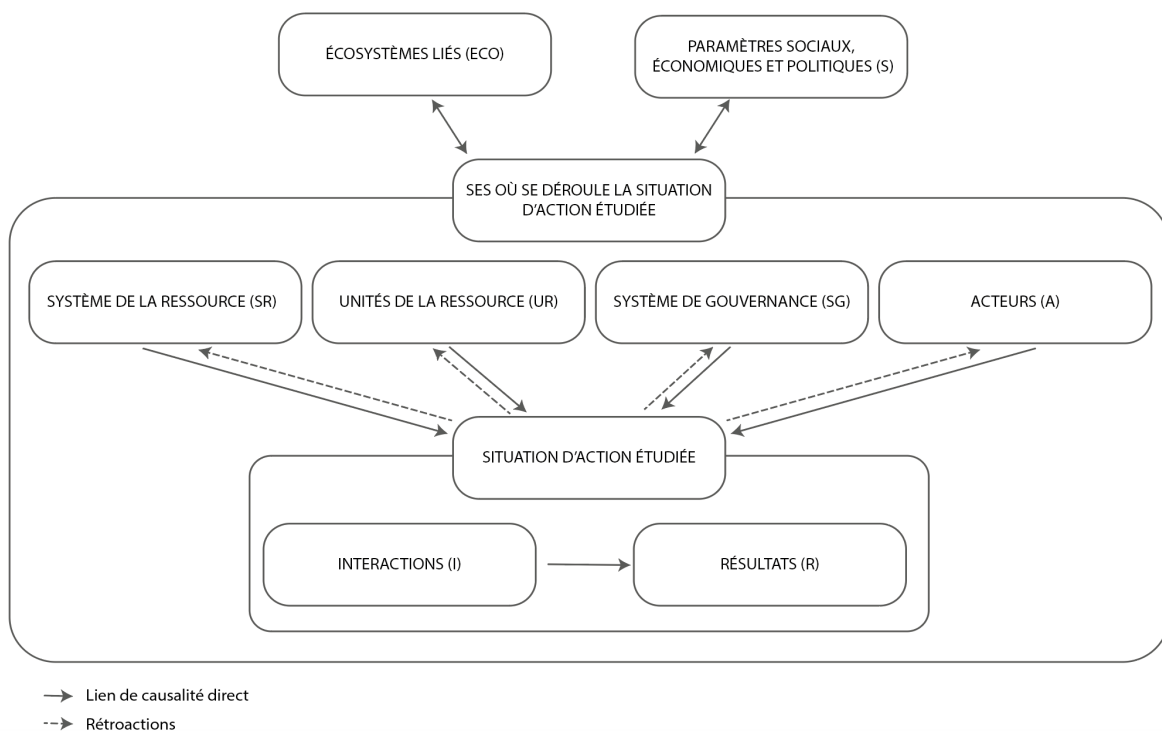 ÉCOSYSTÈMES LIÉS (ECO)
PARAMÈTRES SOCIAUX,
ÉCONOMIQUES ET POLITIQUES (S)
SES OÙ SE DÉROULE LA SITUATION
D'ACTION ÉTUDIÉE
SYSTÈME DE LA RESSOURCE (SR)
UNITÉS DE LA RESSOURCE (UR)
SYSTÈME DE GOUVERNANCE (SG)
ACTEURS (A)
SITUATION D'ACTION ÉTUDIÉE
INTERACTIONS (I)
RÉSULTATS (R)
Lien de causalité direct
Rétroactions